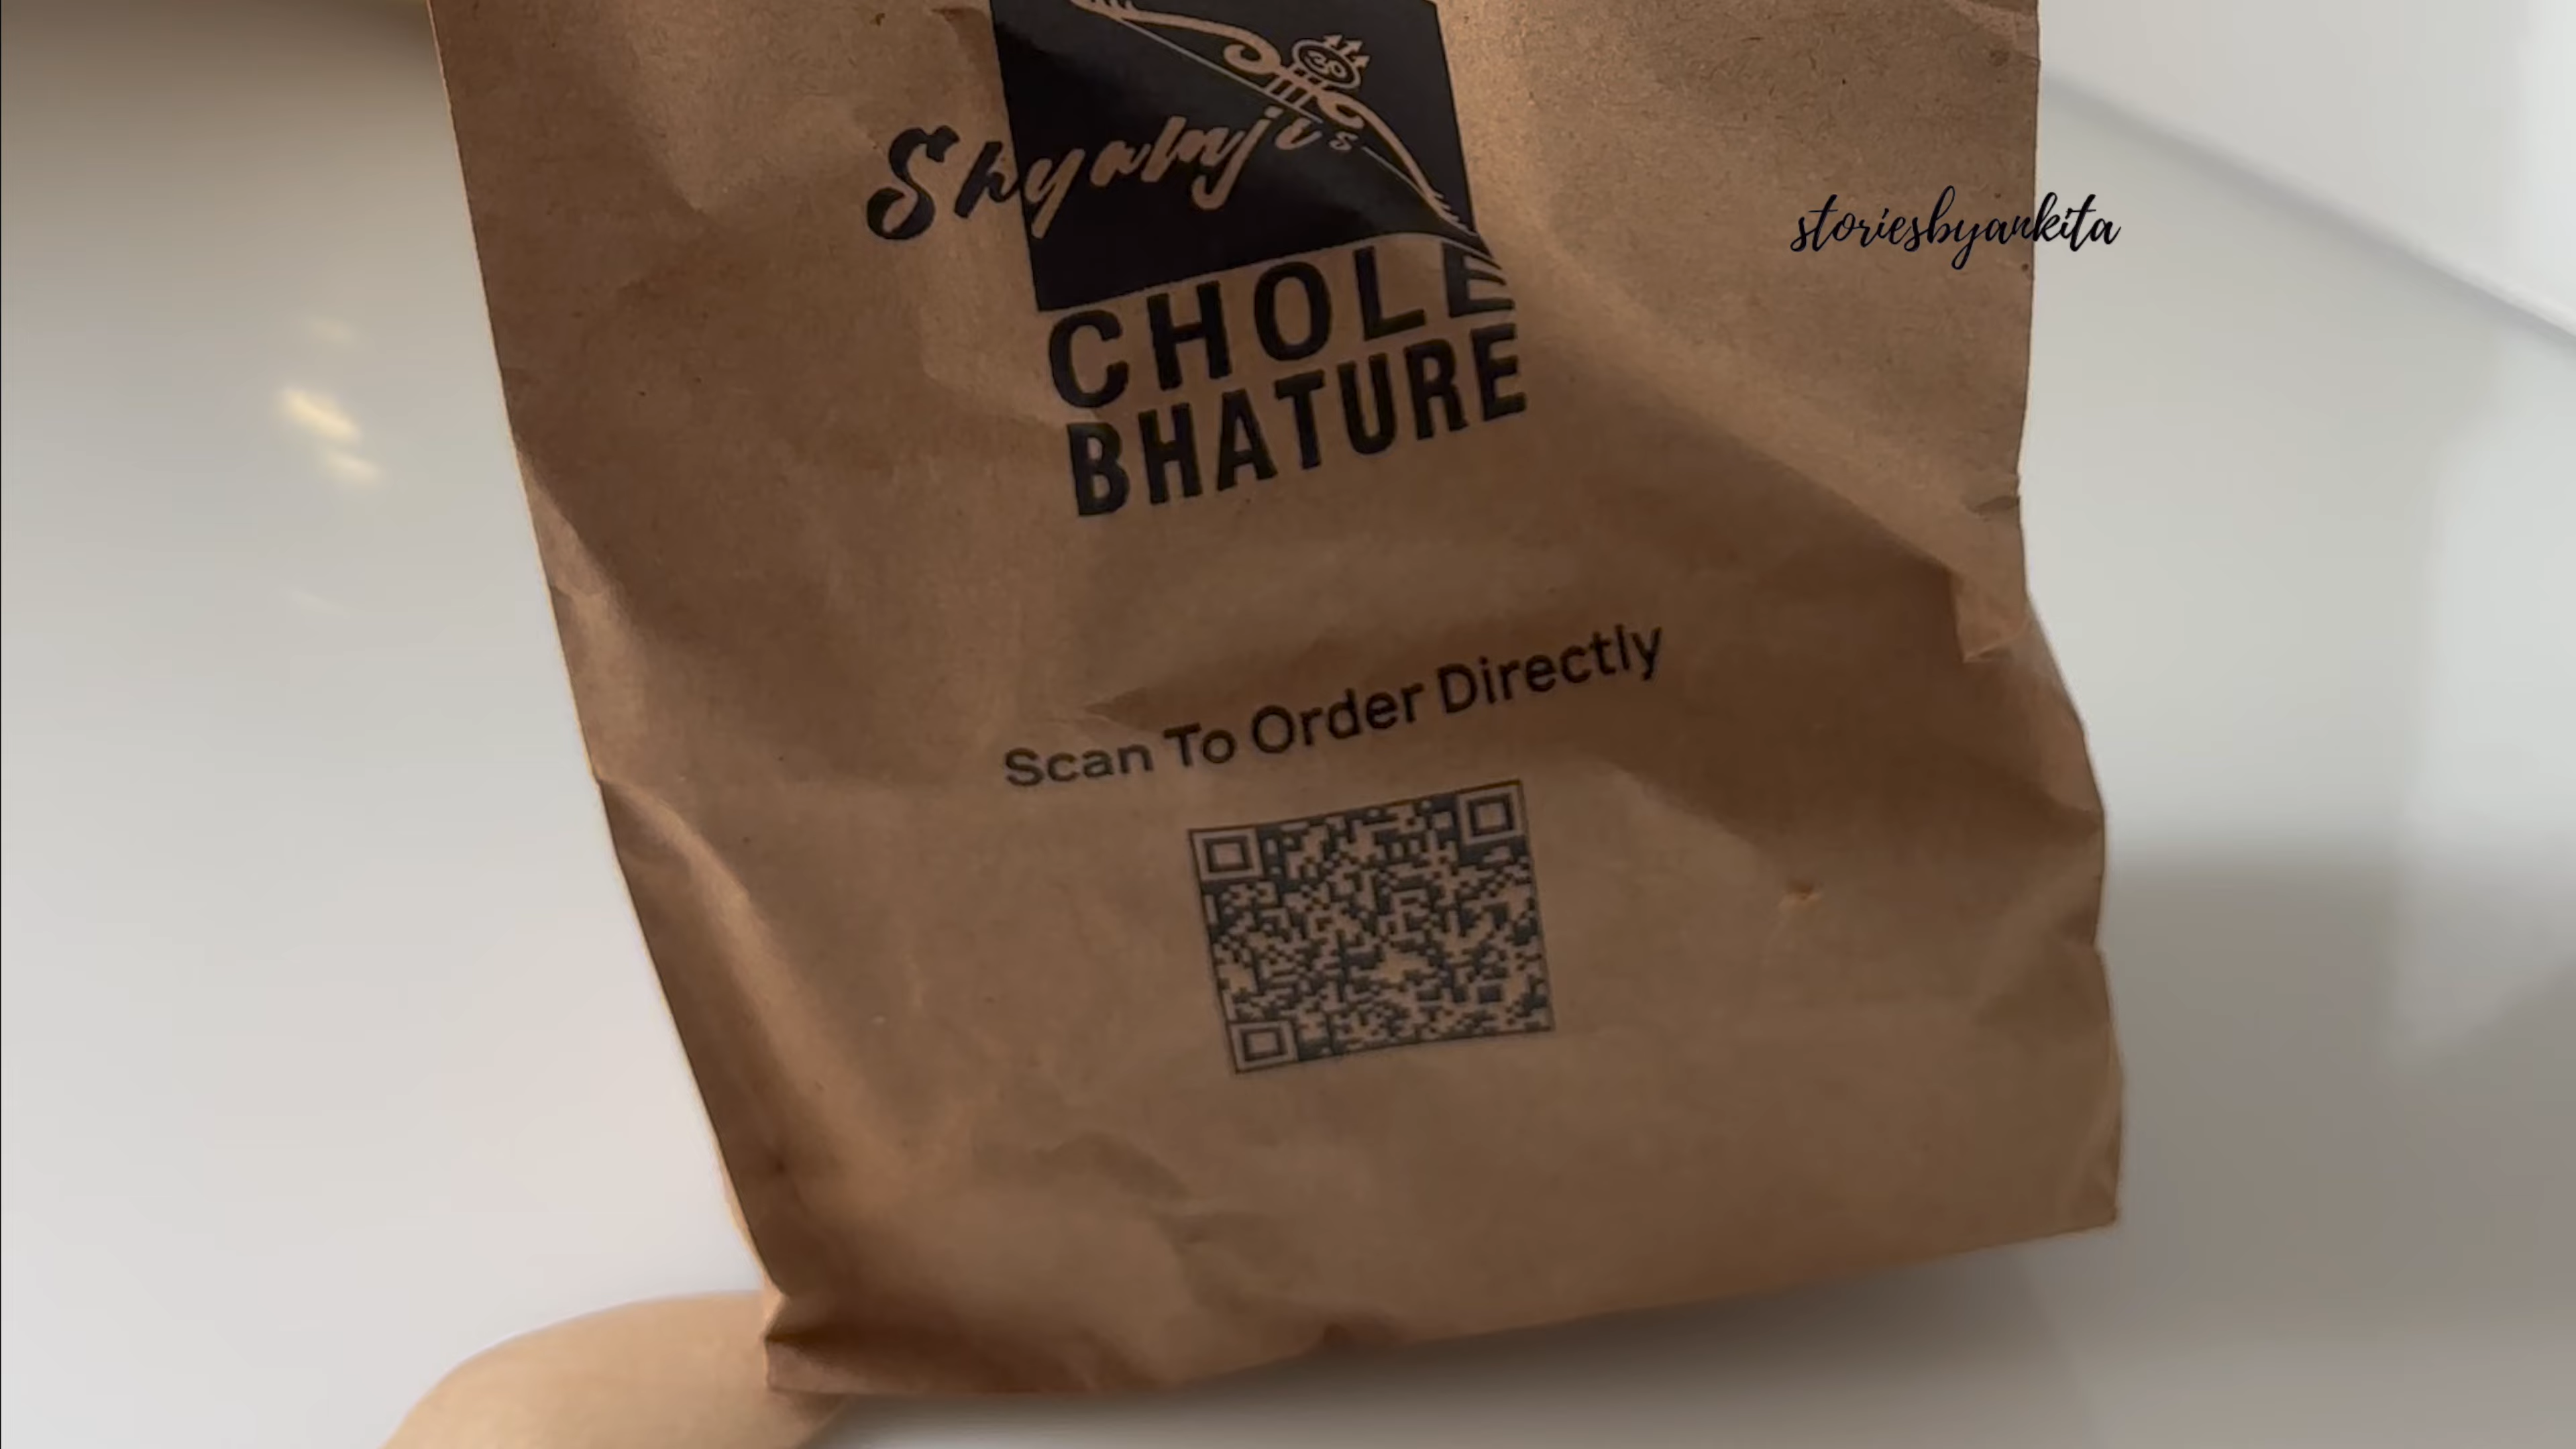 ॐ
Shyamji's
CHOLE
BHATURE
storiesbyankita
Scan To Order Directly